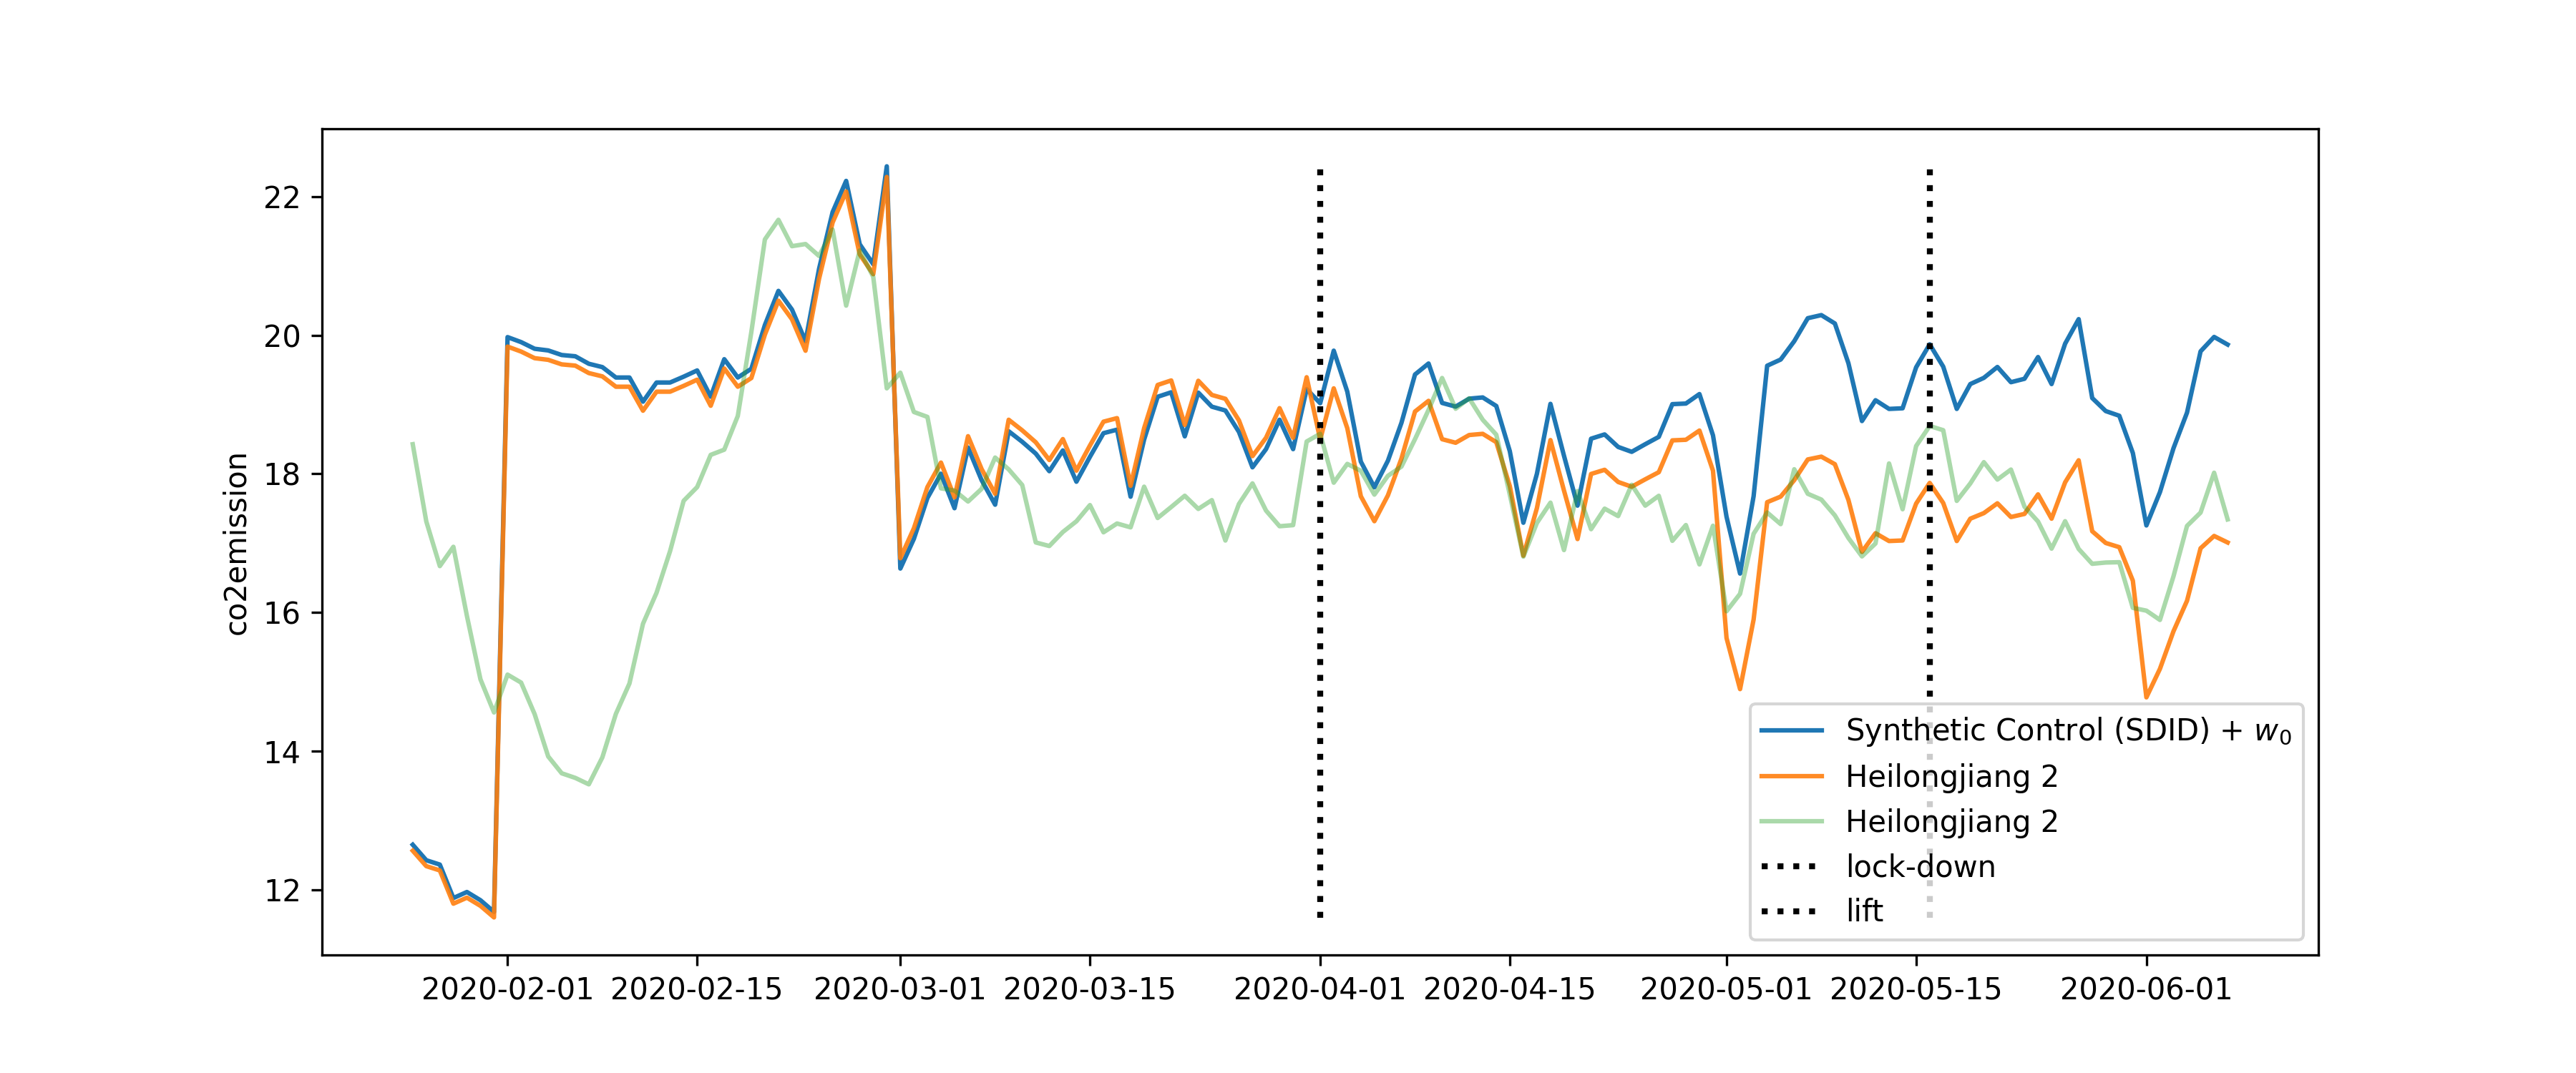 co2emission
22
20
18
16
14
12
2020-02-01 2020-02-15 2020-03-01 2020-03-15 2020-04-01 2020-04-15 2020-05-01 2020-05-15 2020-06-01
Synthetic Control (SDID) + w₀
Heilongjiang 2
Heilongjiang 2
lock-down
lift